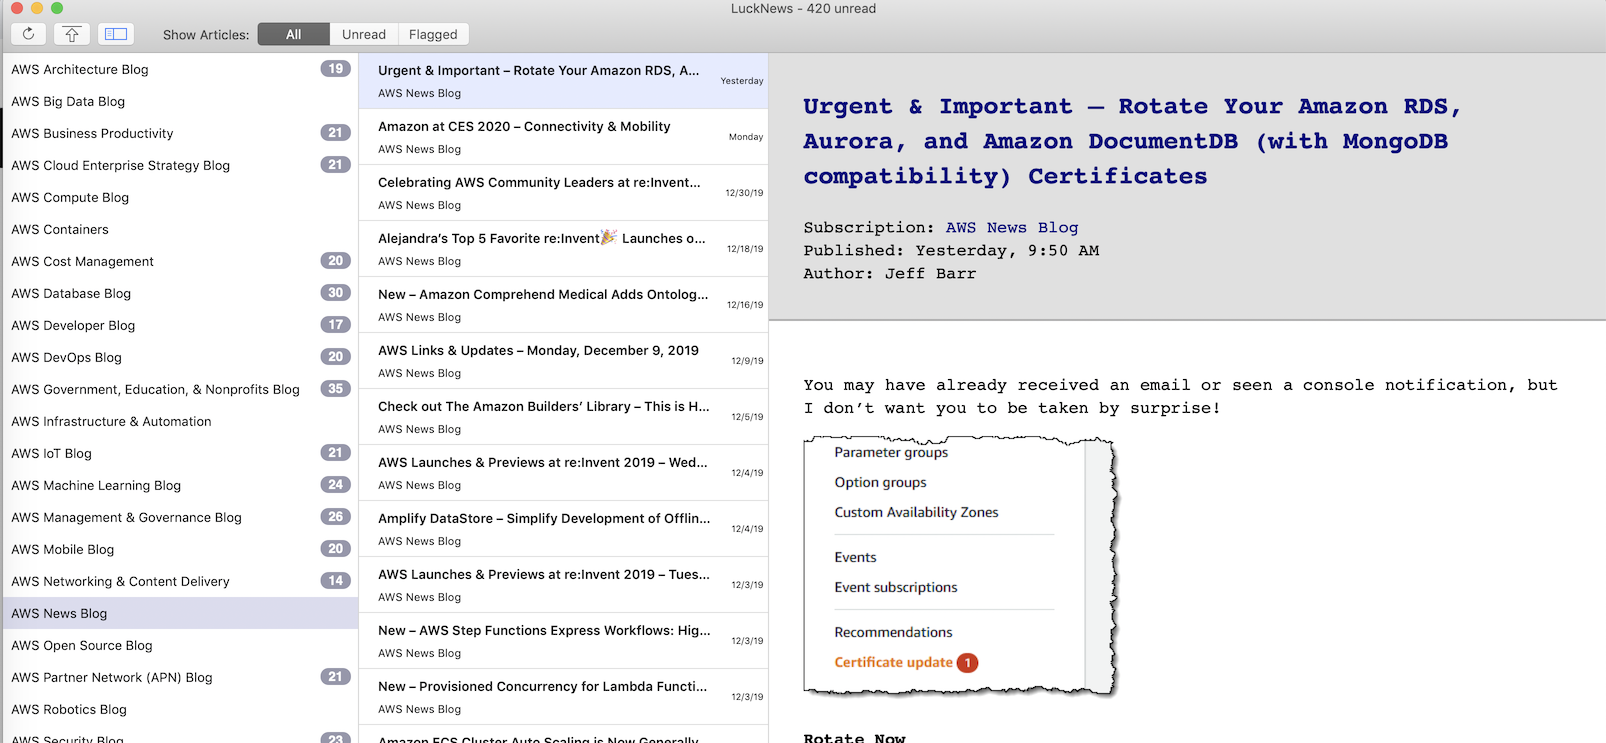 LuckNews - 420 unread
Show Articles: All Unread Flagged
AWS Architecture Blog 19
AWS Big Data Blog
AWS Business Productivity 21
AWS Cloud Enterprise Strategy Blog 21
AWS Compute Blog
AWS Containers
AWS Cost Management 20
AWS Database Blog 30
AWS Developer Blog 17
AWS DevOps Blog 20
AWS Government, Education, & Nonprofits Blog 35
AWS Infrastructure & Automation
AWS IoT Blog 21
AWS Machine Learning Blog 24
AWS Management & Governance Blog 26
AWS Mobile Blog 20
AWS Networking & Content Delivery 14
AWS News Blog
AWS Open Source Blog
AWS Partner Network (APN) Blog 21
AWS Robotics Blog
AWS Security Blog 23
Urgent & Important – Rotate Your Amazon RDS, A...
Yesterday
AWS News Blog
Amazon at CES 2020 – Connectivity & Mobility
Monday
AWS News Blog
Celebrating AWS Community Leaders at re:Invent...
12/30/19
AWS News Blog
Alejandra's Top 5 Favorite re:Invent🎉 Launches o...
12/18/19
AWS News Blog
New – Amazon Comprehend Medical Adds Ontolog...
12/16/19
AWS News Blog
AWS Links & Updates – Monday, December 9, 2019
12/9/19
AWS News Blog
Check out The Amazon Builders' Library – This is H...
12/5/19
AWS News Blog
AWS Launches & Previews at re:Invent 2019 – Wed...
12/4/19
AWS News Blog
Amplify DataStore – Simplify Development of Offlin...
12/4/19
AWS News Blog
AWS Launches & Previews at re:Invent 2019 – Tues...
12/3/19
AWS News Blog
New – AWS Step Functions Express Workflows: Hig...
12/3/19
AWS News Blog
New – Provisioned Concurrency for Lambda Functi...
12/3/19
AWS News Blog
Amazon ECS Cluster Auto Scaling is Now Generally
Urgent & Important – Rotate Your Amazon RDS,
Aurora, and Amazon DocumentDB (with MongoDB
compatibility) Certificates
Subscription: AWS News Blog
Published: Yesterday, 9:50 AM
Author: Jeff Barr
You may have already received an email or seen a console notification, but
I don't want you to be taken by surprise!
Parameter groups
Option groups
Custom Availability Zones
Events
Event subscriptions
Recommendations
Certificate update 1
Rotate Now